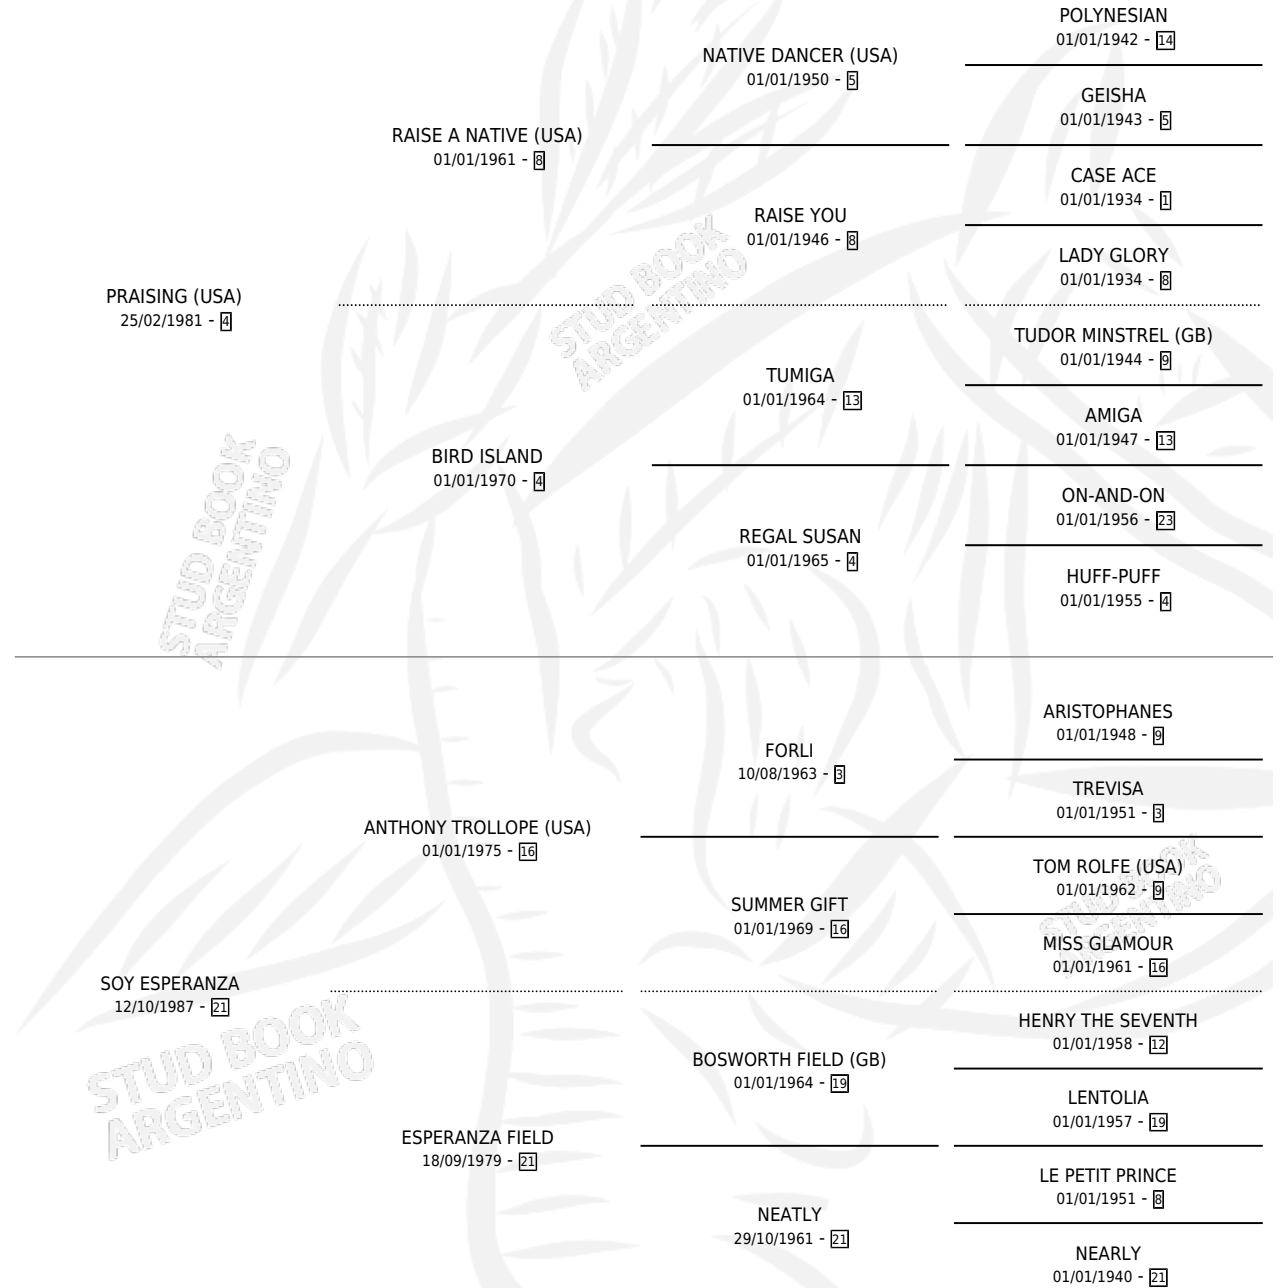 POLYNESIAN
01/01/1942 - 14
NATIVE DANCER (USA)
01/01/1950 - 5
GEISHA
01/01/1943 - 5
RAISE A NATIVE (USA)
01/01/1961 - 8
CASE ACE
01/01/1934 - 1
RAISE YOU
01/01/1946 - 8
LADY GLORY
01/01/1934 - 8
PRAISING (USA)
25/02/1981 - 4
STUD BOOK
ARGENTINO
TUDOR MINSTREL (GB)
01/01/1944 - 9
TUMIGA
01/01/1964 - 13
AMIGA
01/01/1947 - 13
BIRD ISLAND
01/01/1970 - 4
ON-AND-ON
01/01/1956 - 23
REGAL SUSAN
01/01/1965 - 4
HUFF-PUFF
01/01/1955 - 4
STUD BOOK
ARGENTINO
ARISTOPHANES
01/01/1948 - 9
FORLI
10/08/1963 - 3
TREVISA
01/01/1951 - 3
ANTHONY TROLLOPE (USA)
01/01/1975 - 16
TOM ROLFE (USA)
01/01/1962 - 9
SUMMER GIFT
01/01/1969 - 16
STUD BOOK
ARGENTINO
MISS GLAMOUR
01/01/1961 - 16
SOY ESPERANZA
12/10/1987 - 21
HENRY THE SEVENTH
01/01/1958 - 12
BOSWORTH FIELD (GB)
01/01/1964 - 19
STUD BOOK
ARGENTINO
LENTOLIA
01/01/1957 - 19
ESPERANZA FIELD
18/09/1979 - 21
LE PETIT PRINCE
01/01/1951 - 8
NEATLY
29/10/1961 - 21
NEARLY
01/01/1940 - 21